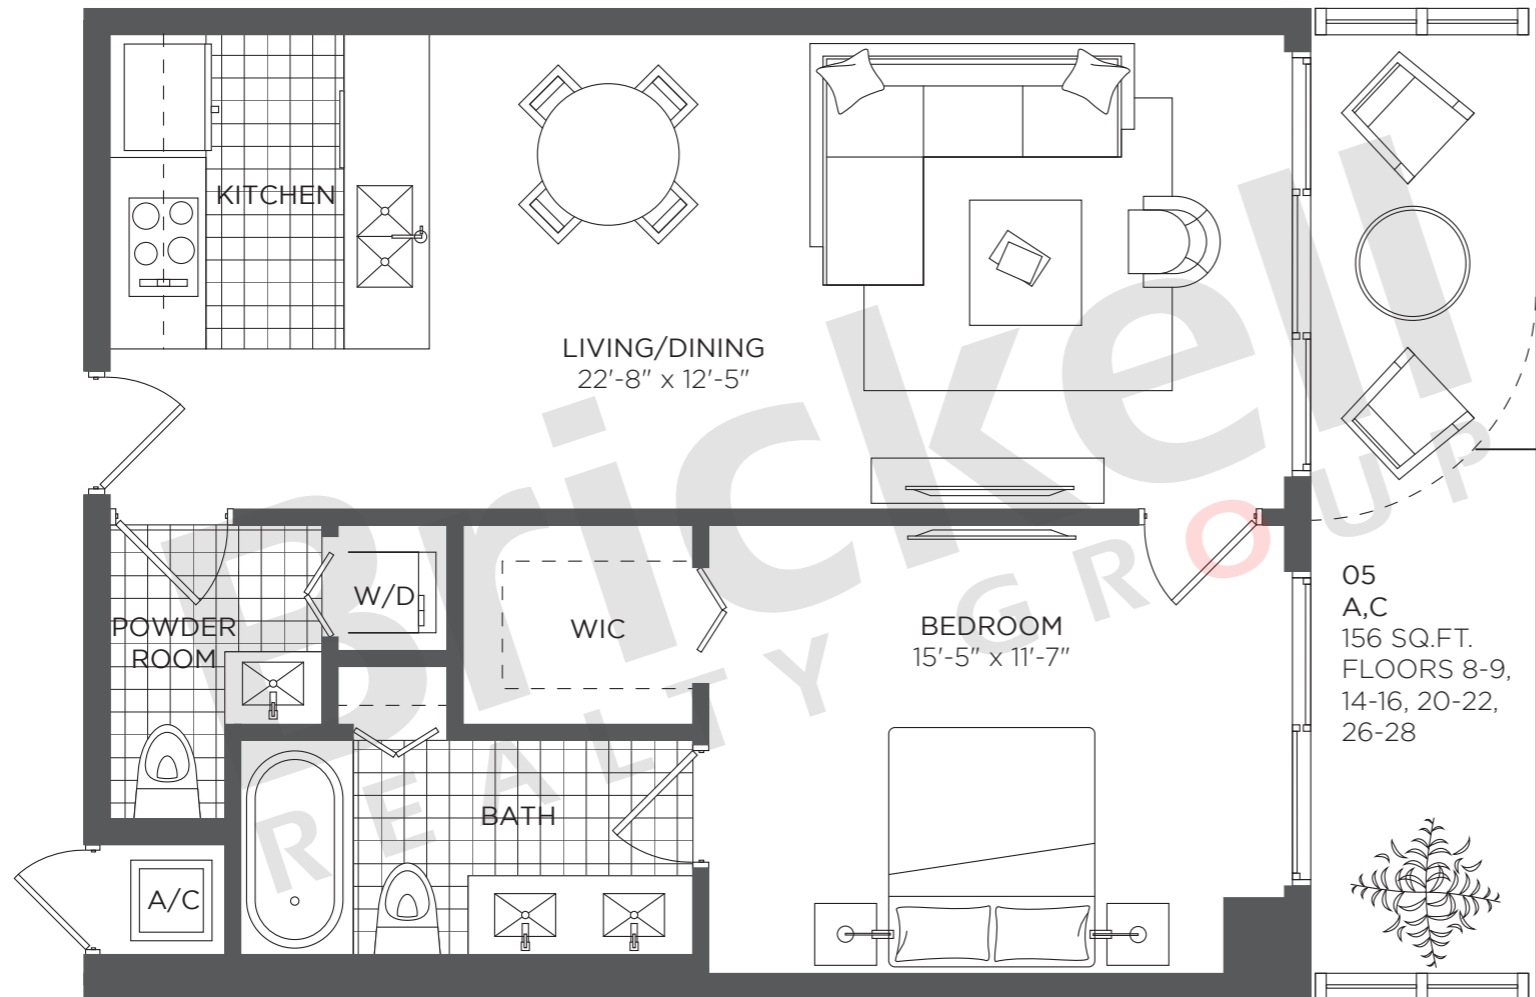 KITCHEN
LIVING/DINING
22'-8" x 12'-5"
W/D
POWDER
ROOM
WIC
BEDROOM
15'-5" x 11'-7"
BATH
A/C
05
A,C
156 SQ.FT.
FLOORS 8-9,
14-16, 20-22,
26-28
Brickell
REALTY GROUP